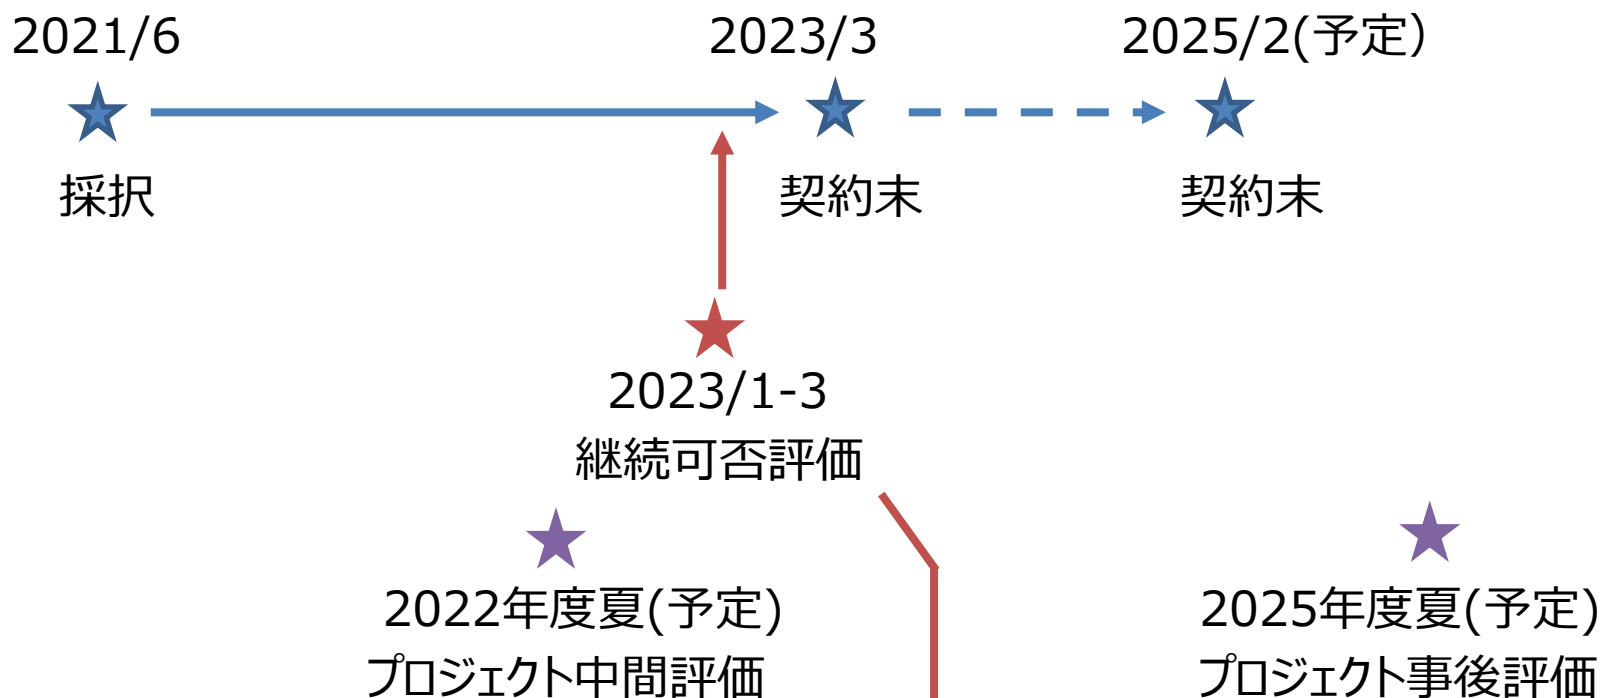 2021/6
2023/3
2025/2(予定）
採択
契約末
契約末
2023/1-3
継続可否評価
2022年度夏(予定)
プロジェクト中間評価
2025年度夏(予定)
プロジェクト事後評価